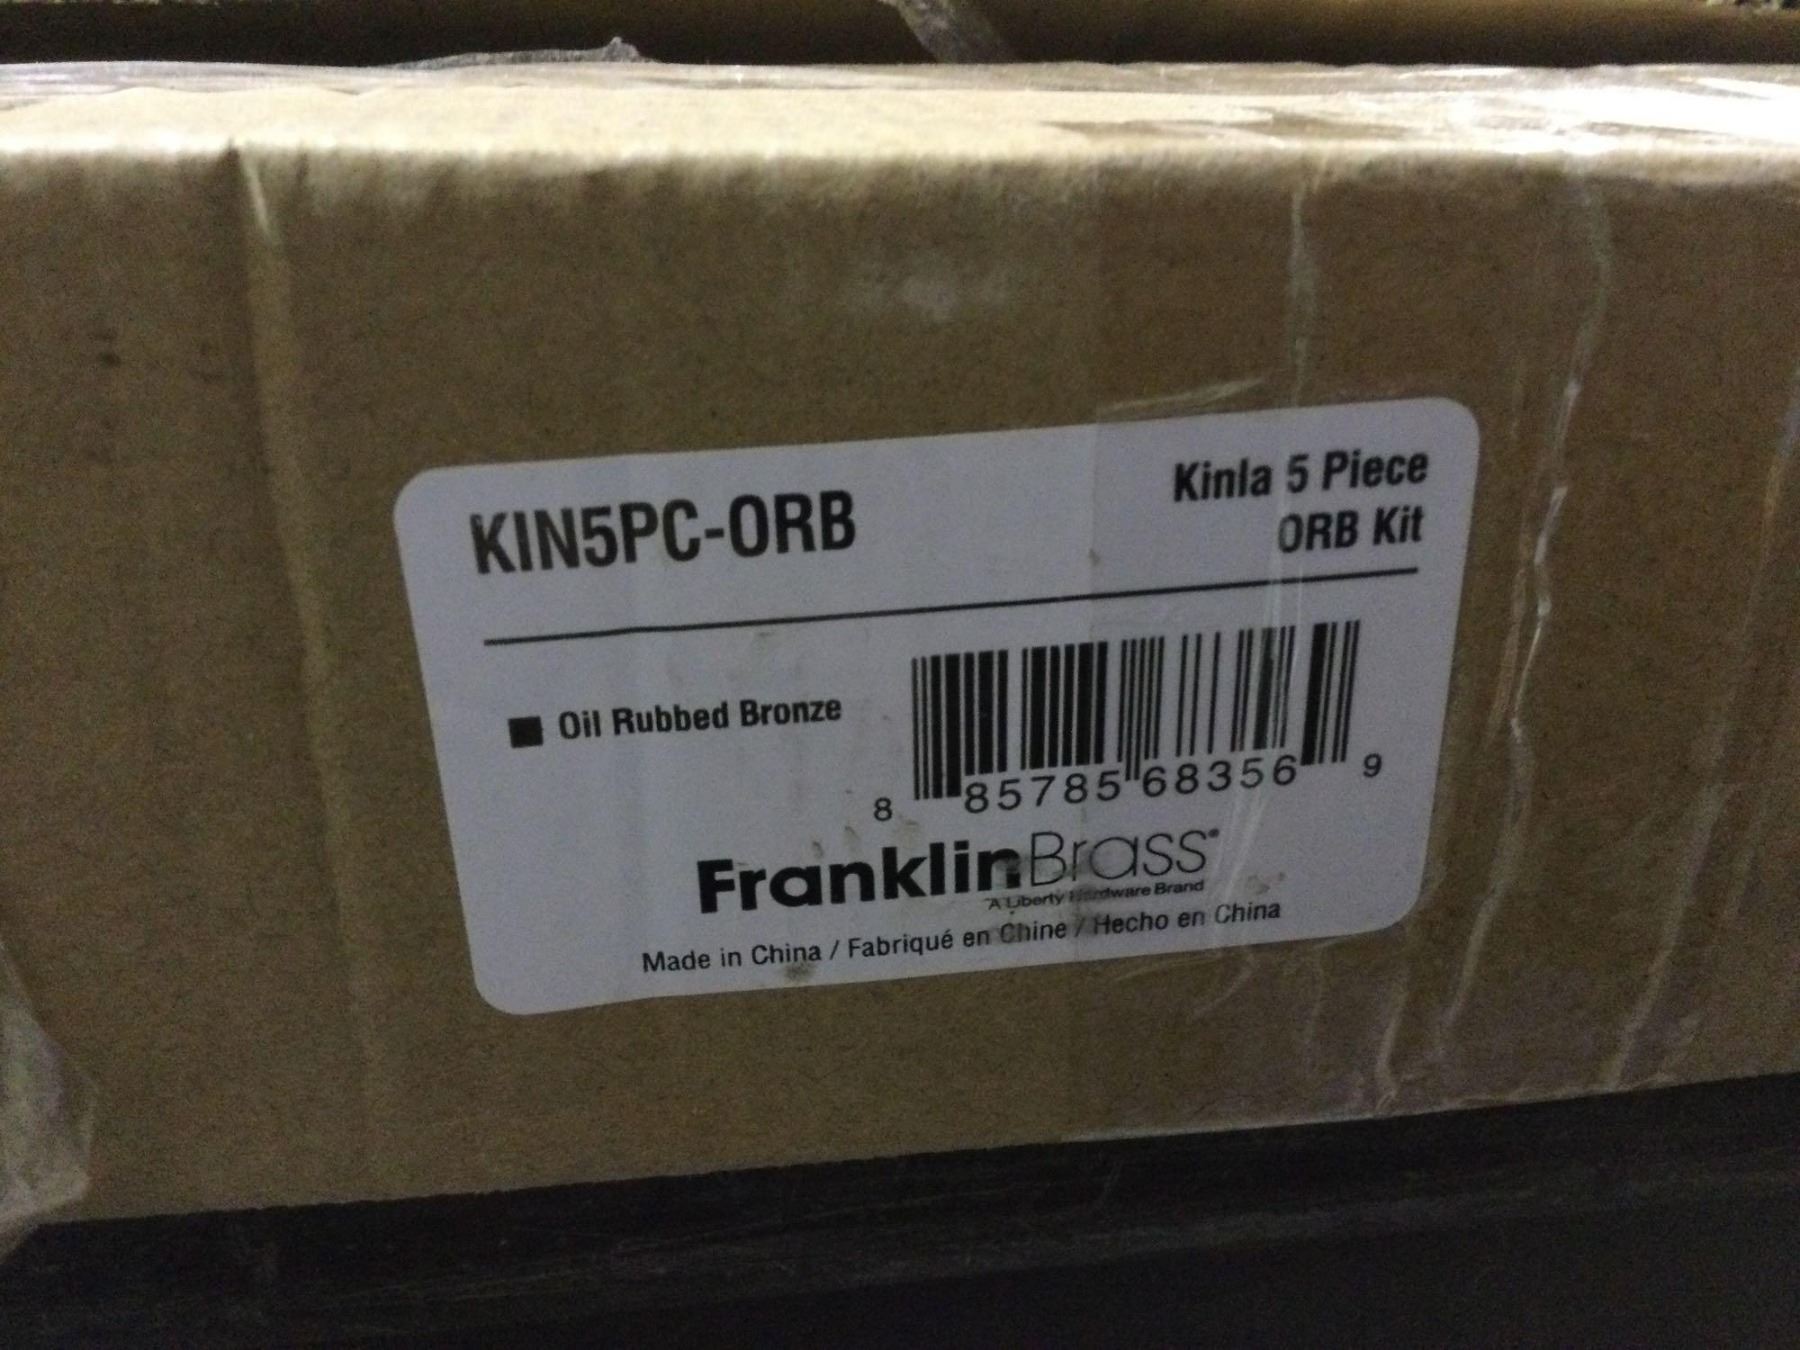 KIN5PC-ORB
Kinla 5 Piece
ORB Kit
Oil Rubbed Bronze
8 85785 68356 9
FranklinBrass®
A Liberty Hardware Brand
Made in China / Fabriqué en Chine / Hecho en China